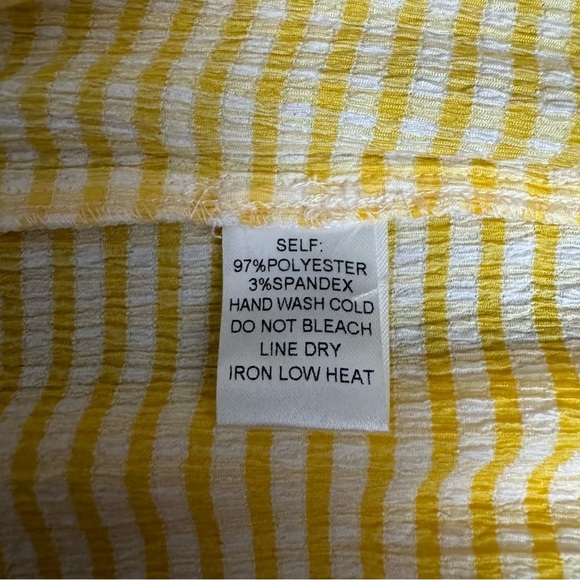 SELF:
97%POLYESTER
3%SPANDEX
HAND WASH COLD
DO NOT BLEACH
LINE DRY
IRON LOW HEAT